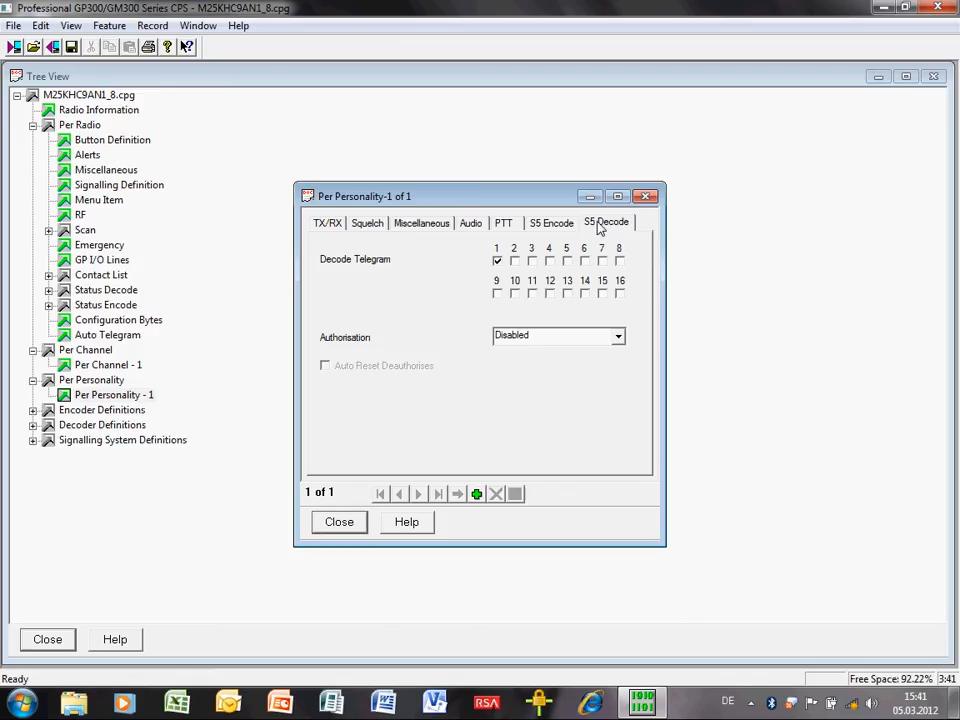 Professional GP300/GM300 Series CPS - M25KHC9AN1_8.cpg
File Edit View Feature Record Window Help
Tree View
M25KHC9AN1_8.cpg
Radio Information
Per Radio
Button Definition
Alerts
Miscellaneous
Signalling Definition
Menu Item
RF
Scan
Emergency
GP I/O Lines
Contact List
Status Decode
Status Encode
Configuration Bytes
Auto Telegram
Per Channel
Per Channel - 1
Per Personality
Per Personality - 1
Encoder Definitions
Decoder Definitions
Signalling System Definitions
Per Personality-1 of 1
TX/RX Squelch Miscellaneous Audio PTT S5 Encode S5 Decode
1 2 3 4 5 6 7 8
Decode Telegram
9 10 11 12 13 14 15 16
Authorisation Disabled
Auto Reset Deauthorises
1 of 1
Close Help
Close Help
Ready Free Space: 92.22% 3:41
RSA 1010 1101 DE 15:41
05.03.2012